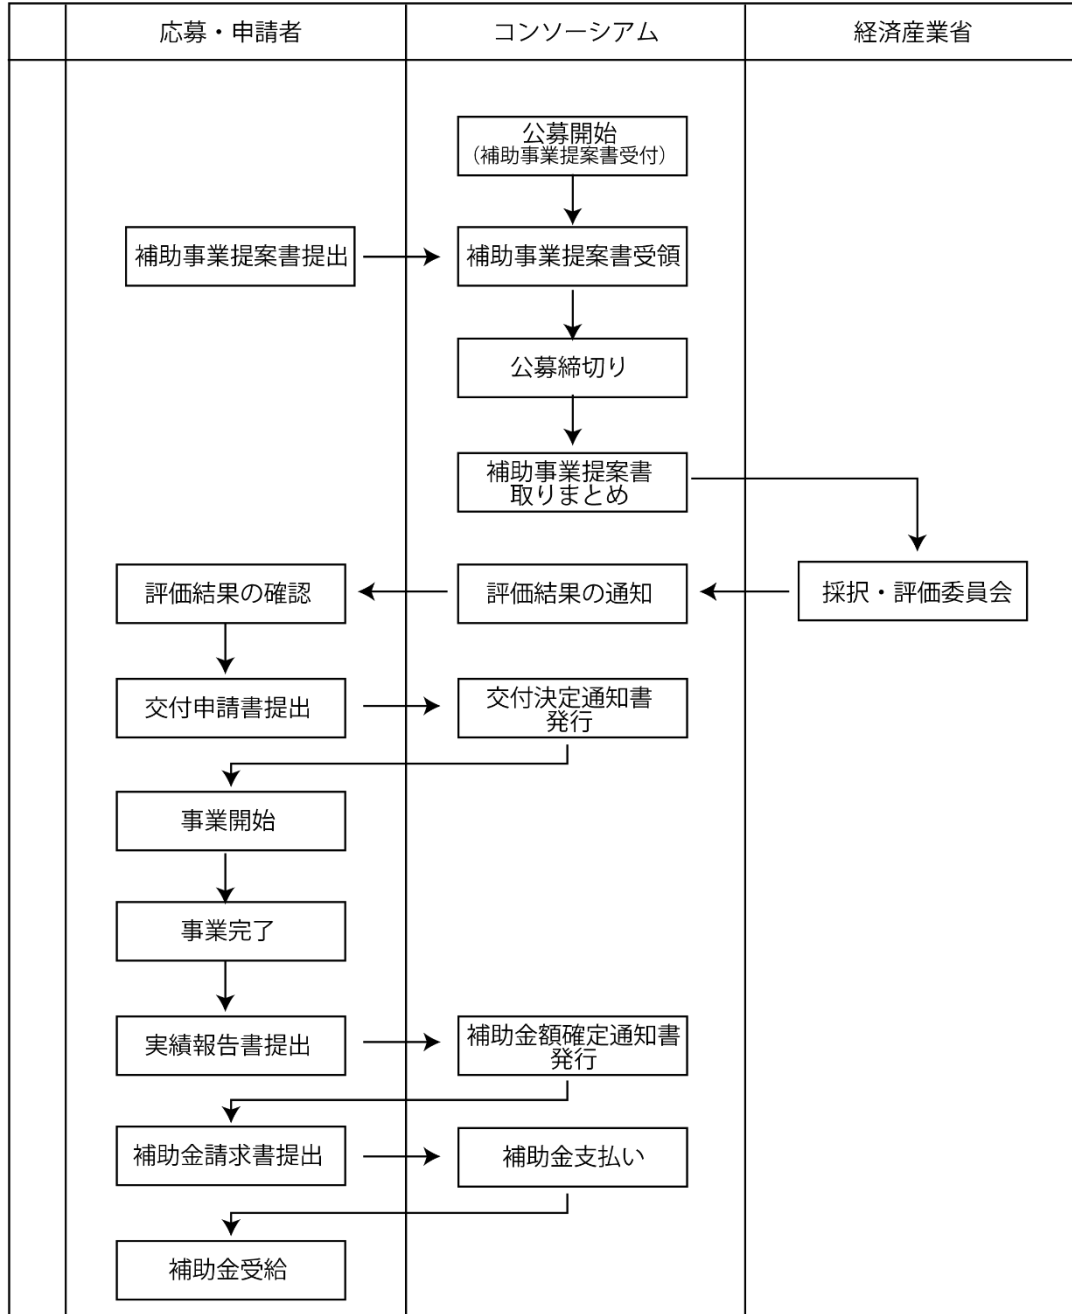 応募・申請者
コンソーシアム
経済産業省
公募開始
（補助事業提案書受付）
補助事業提案書提出
補助事業提案書受領
公募締切り
補助事業提案書
取りまとめ
評価結果の確認
評価結果の通知
採択・評価委員会
交付申請書提出
交付決定通知書
発行
事業開始
事業完了
実績報告書提出
補助金額確定通知書
発行
補助金請求書提出
補助金支払い
補助金受給